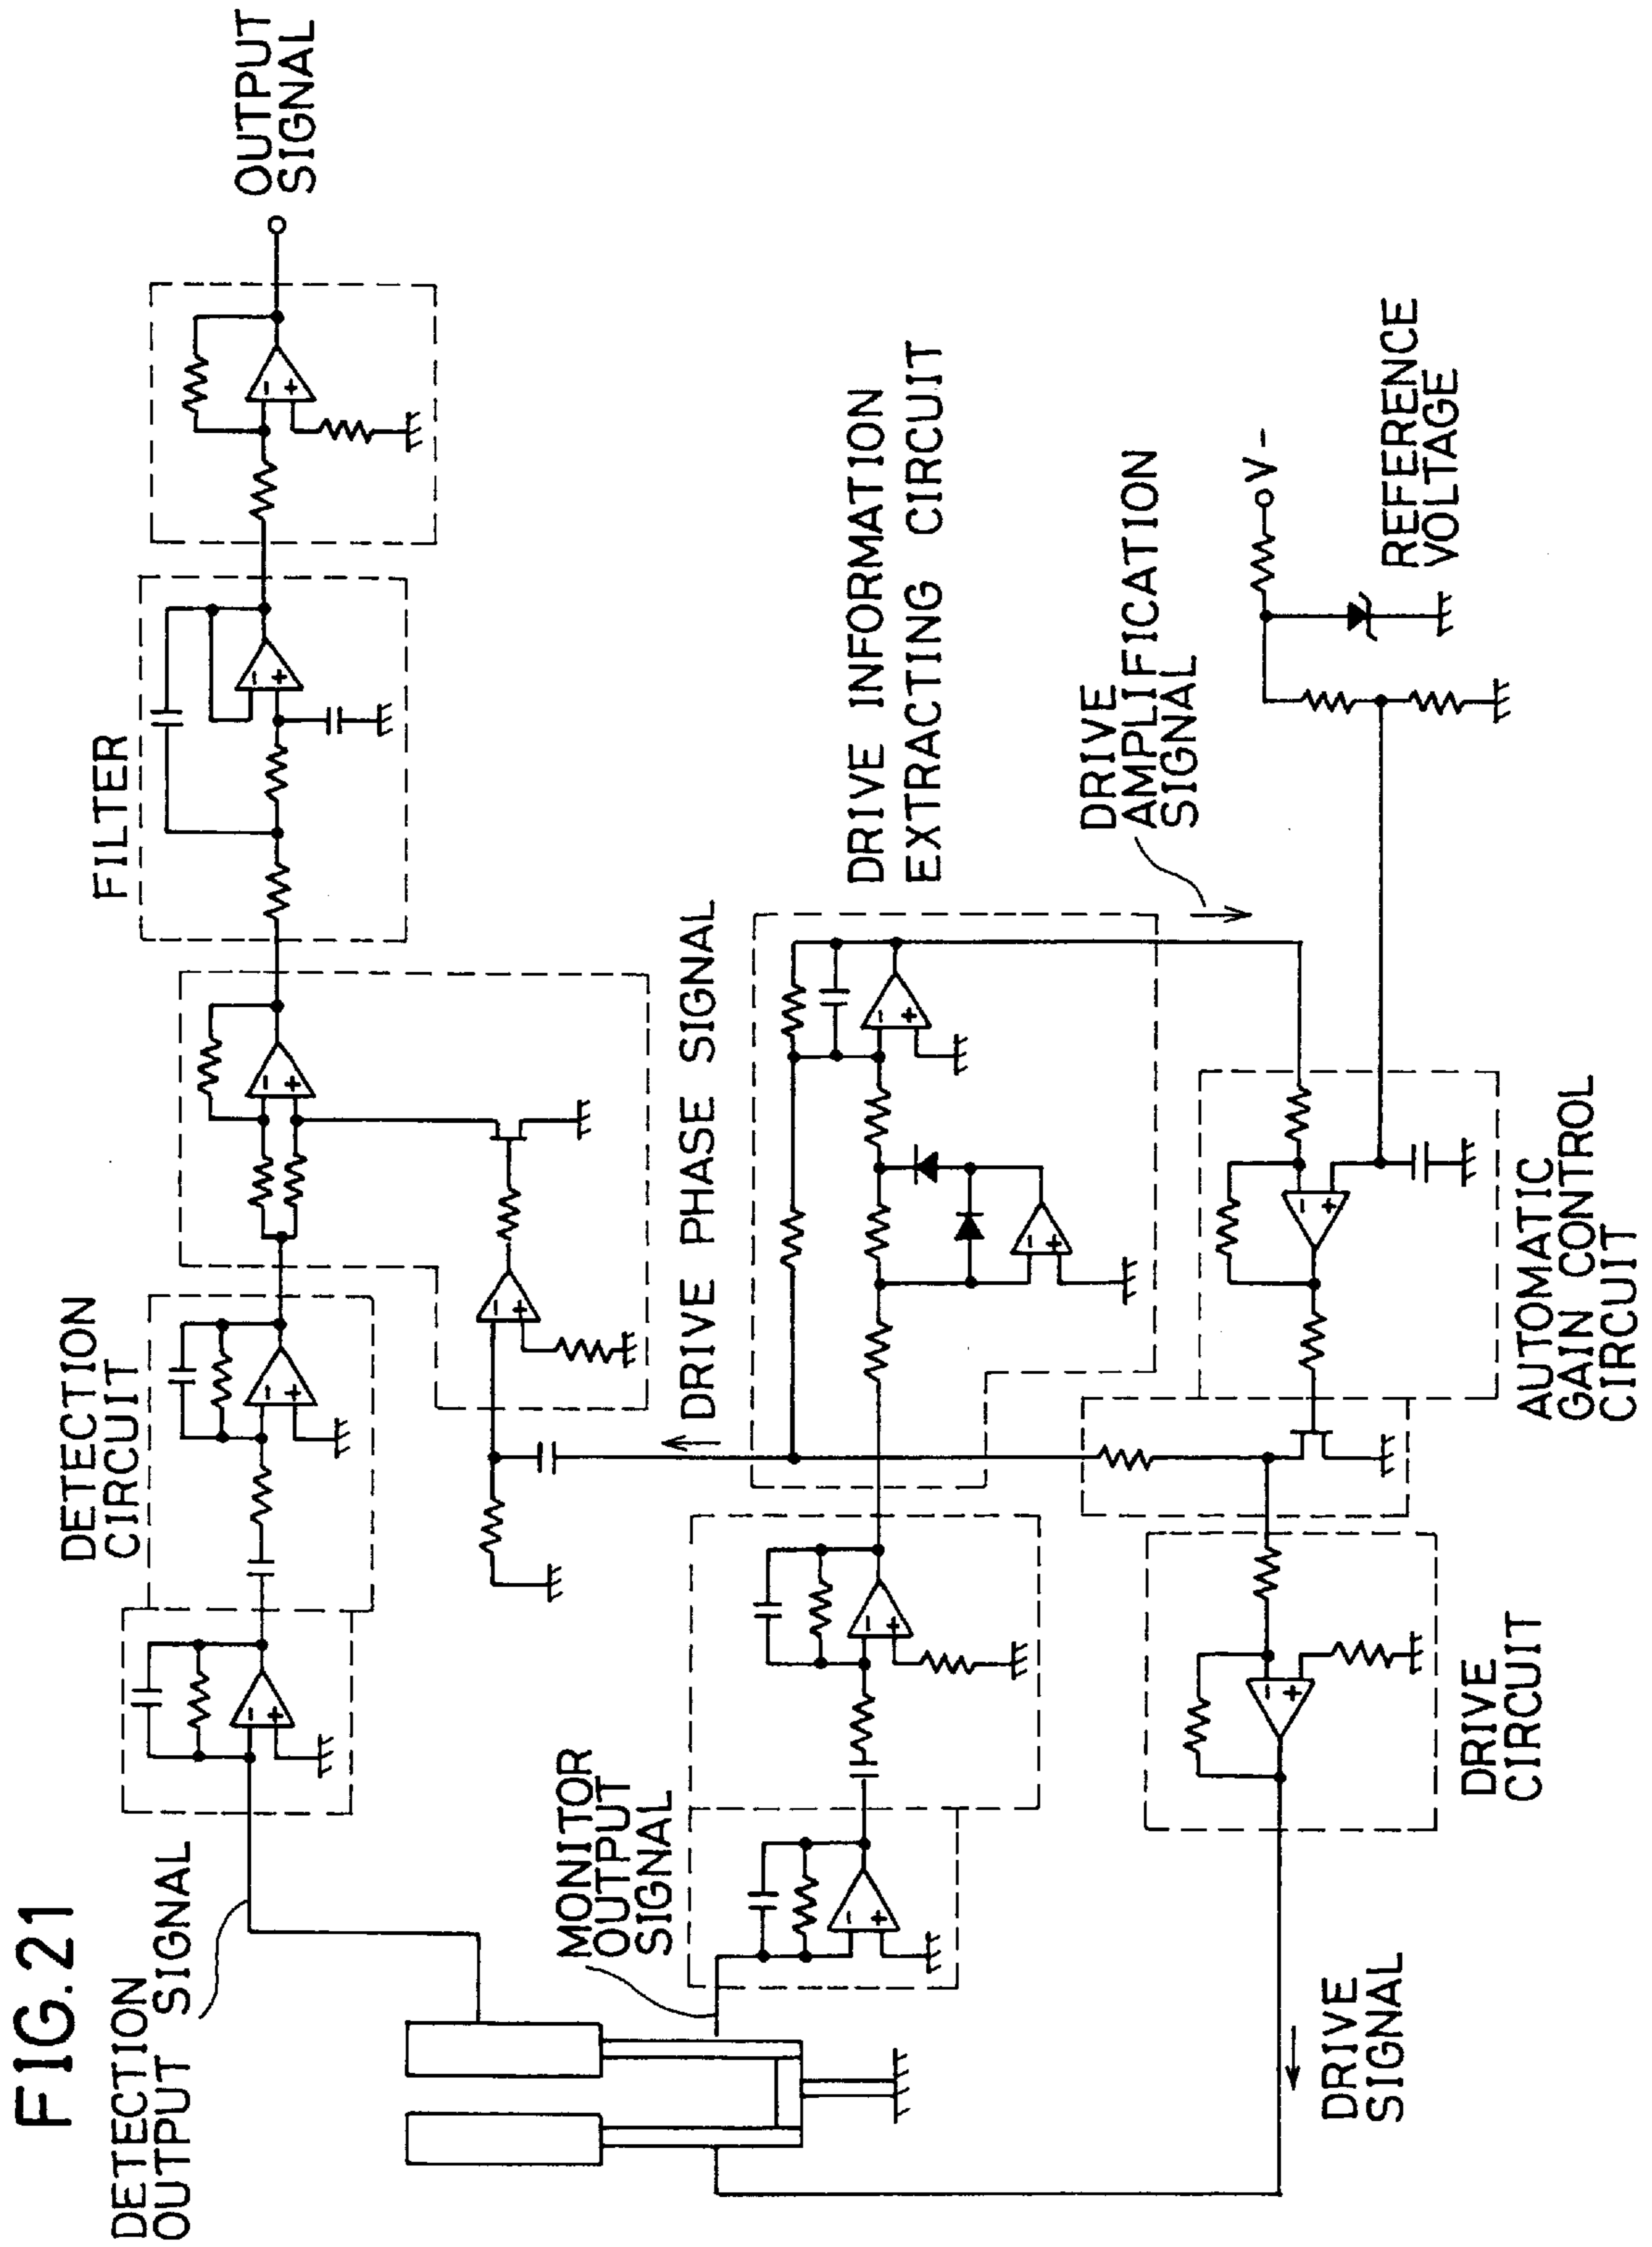 FIG.21
DETECTION
OUTPUT SIGNAL
DETECTION
CIRCUIT
FILTER
OUTPUT
SIGNAL
MONITOR
OUTPUT
SIGNAL
DRIVE PHASE SIGNAL
DRIVE INFORMATION
EXTRACTING CIRCUIT
DRIVE
AMPLIFICATION
SIGNAL
V-
REFERENCE
VOLTAGE
AUTOMATIC
GAIN CONTROL
CIRCUIT
DRIVE
CIRCUIT
DRIVE
SIGNAL